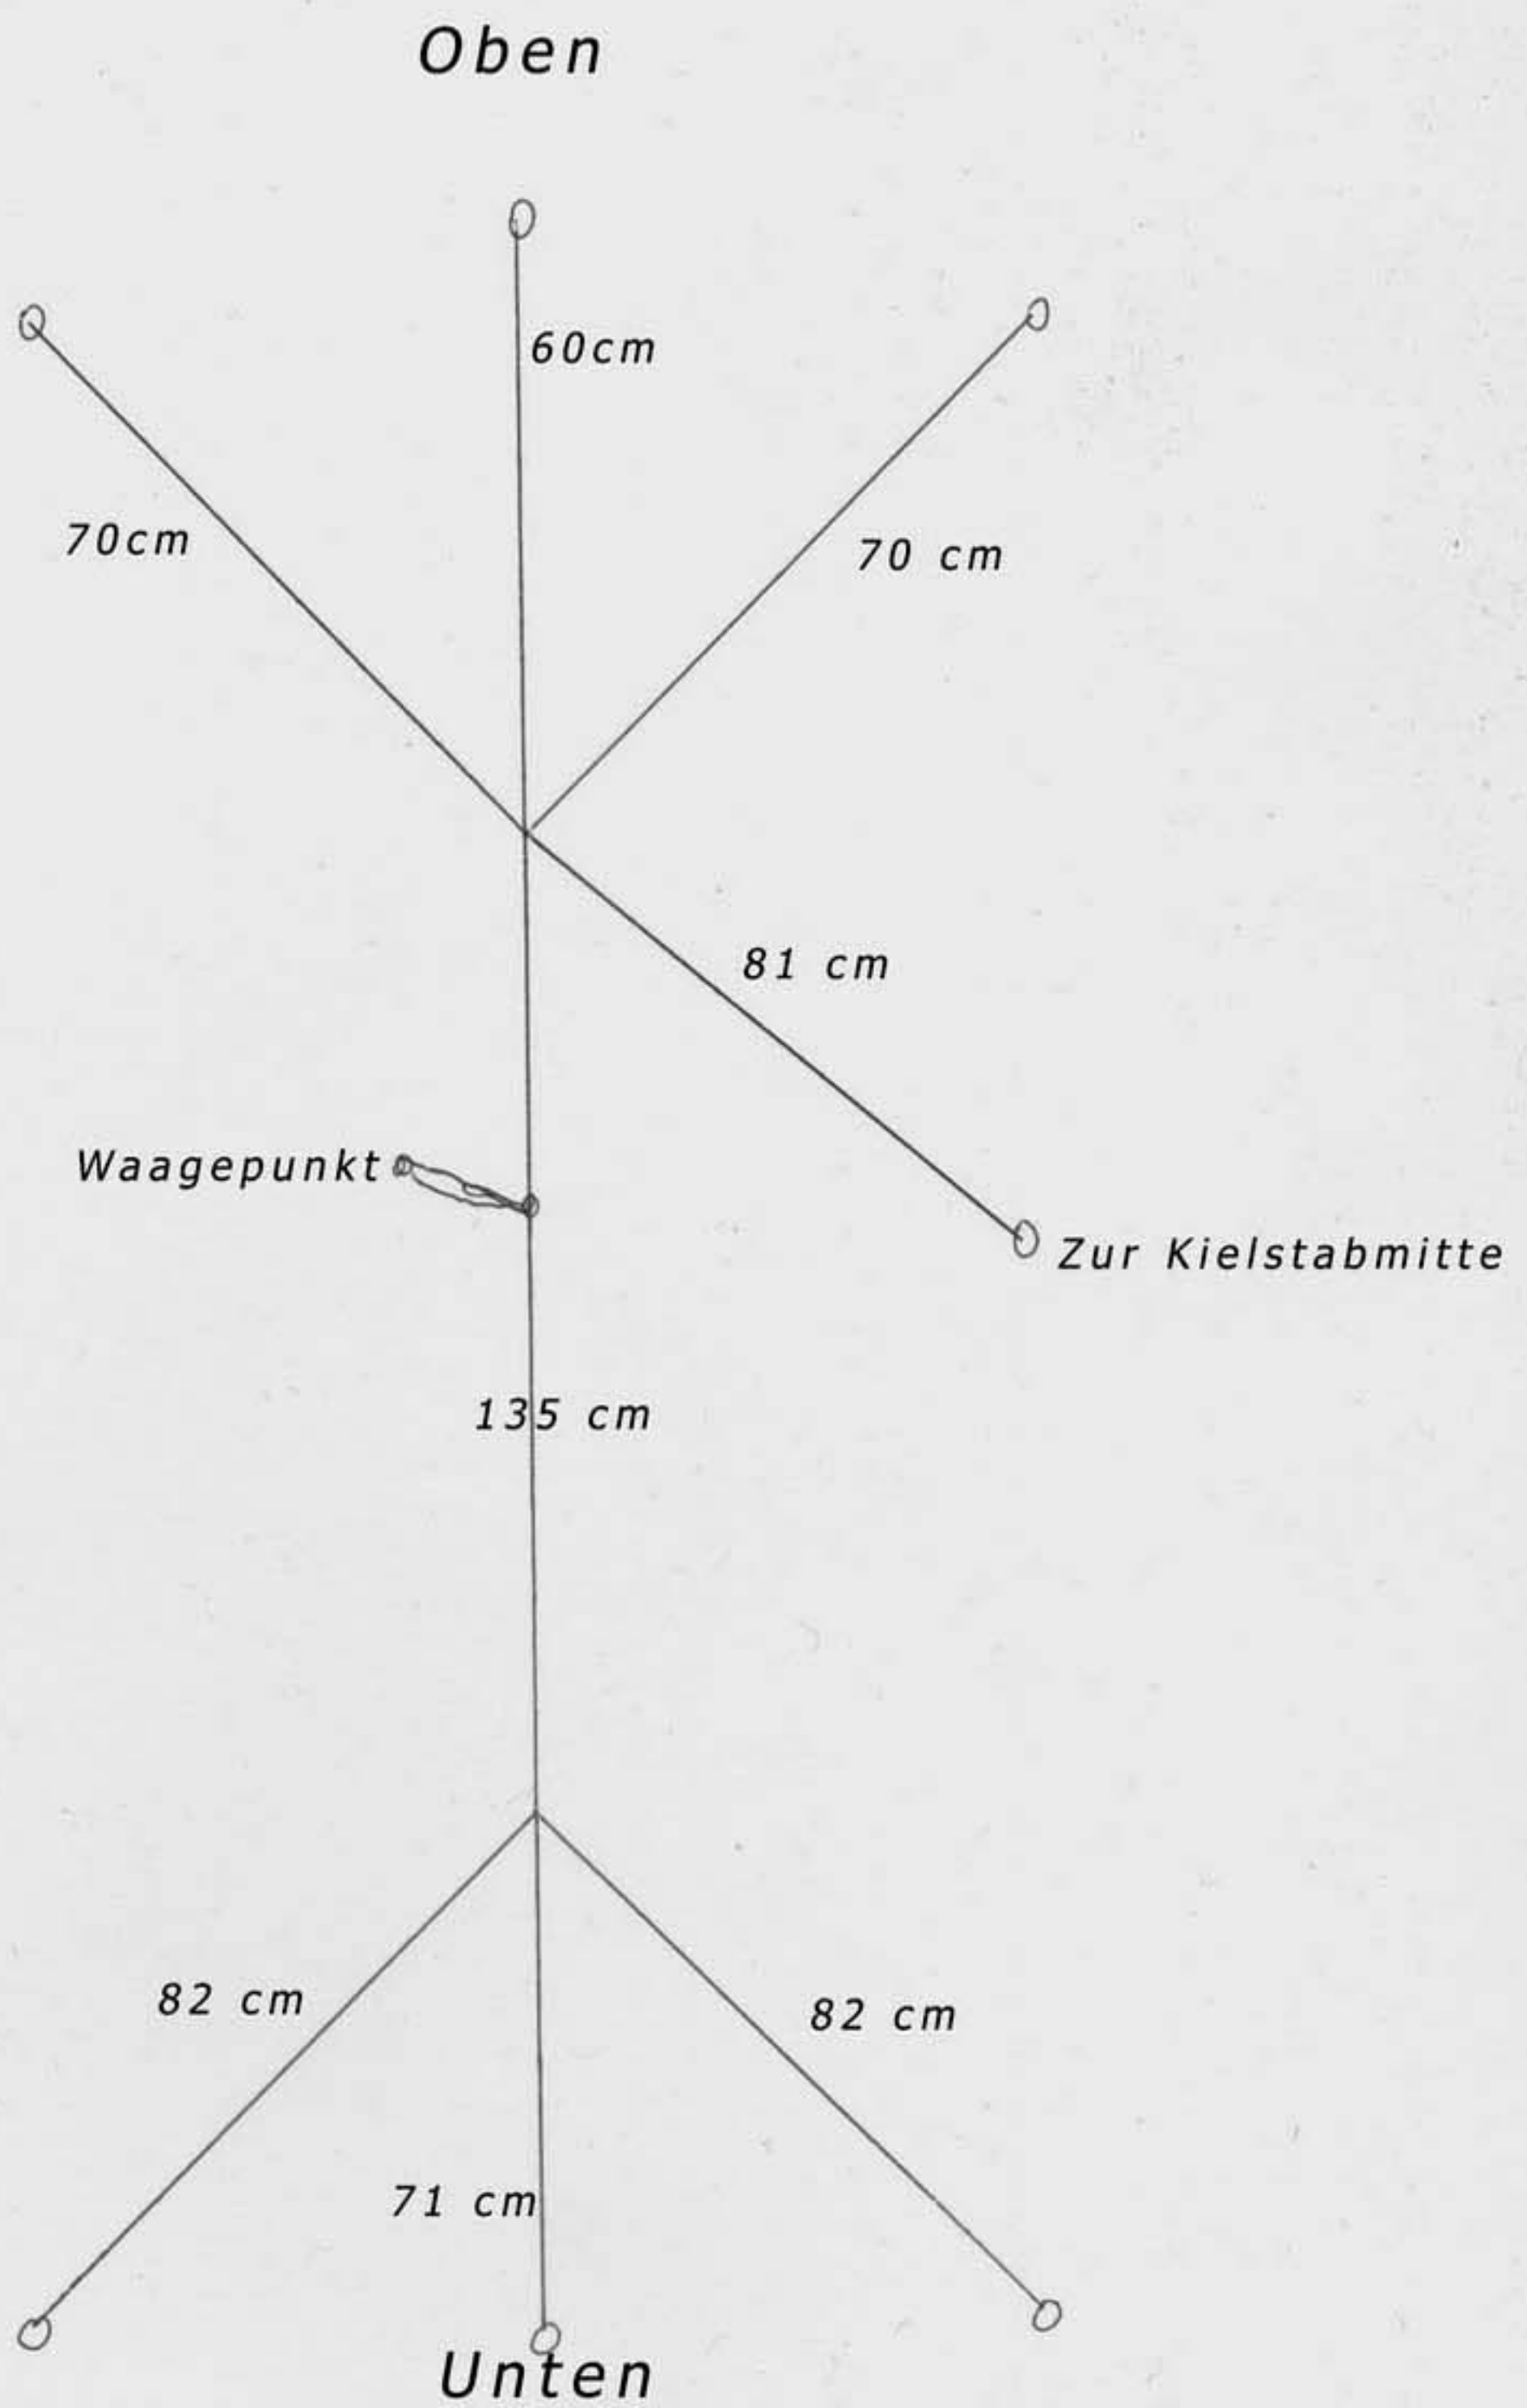 Oben
60cm
70cm
70 cm
81 cm
Waagepunkt
Zur Kielstabmitte
135 cm
82 cm
82 cm
71 cm
Unten